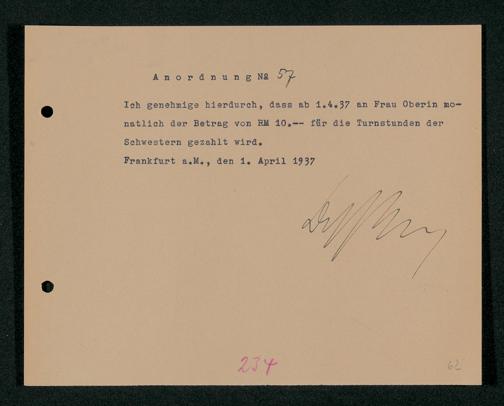 Anordnung № 57
Ich genehmige hierdurch, dass ab 1.4.37 an Frau Oberin mo-
natlich der Betrag von RM 10.-- für die Turnstunden der
Schwestern gezahlt wird.
Frankfurt a.M., den 1. April 1937
234
62